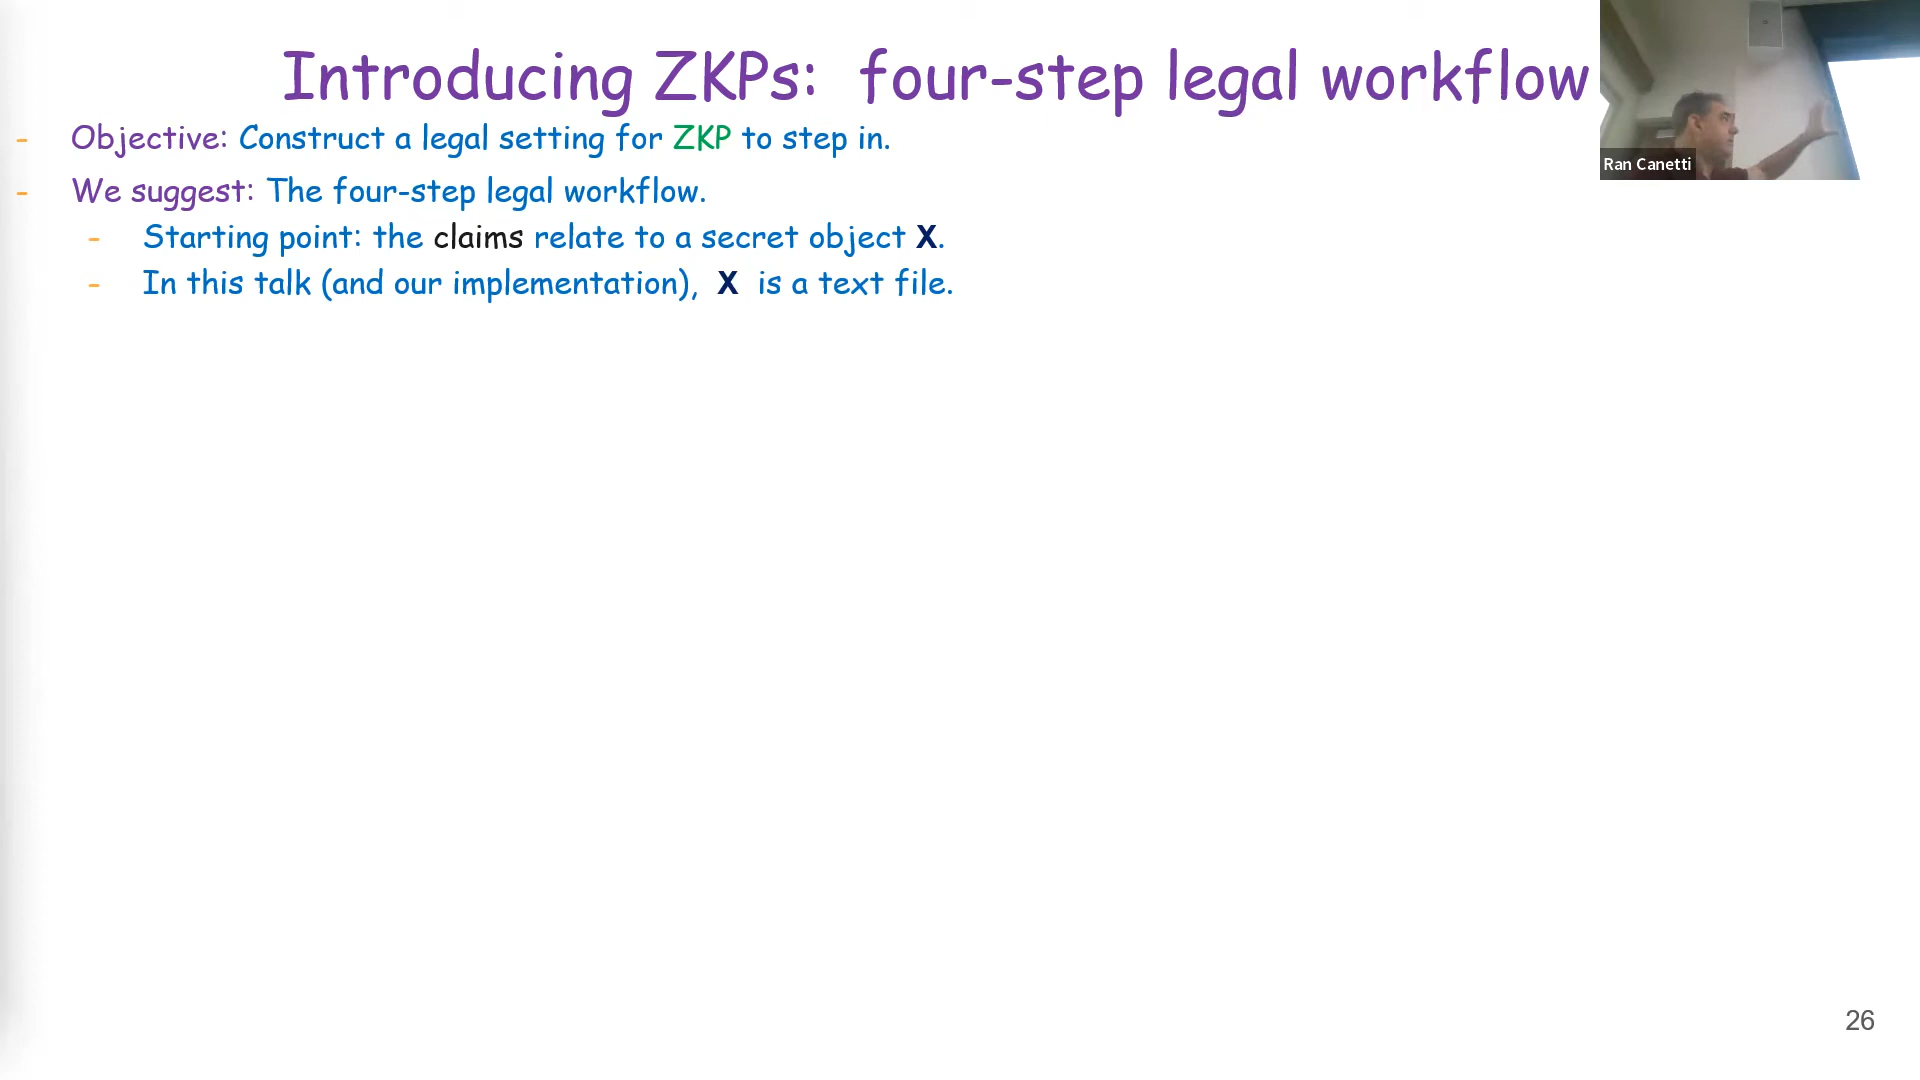 Introducing ZKPs: four-step legal workflow
Ran Canetti
- Objective: Construct a legal setting for ZKP to step in.
- We suggest: The four-step legal workflow.
- Starting point: the claims relate to a secret object X.
- In this talk (and our implementation), X is a text file.
26